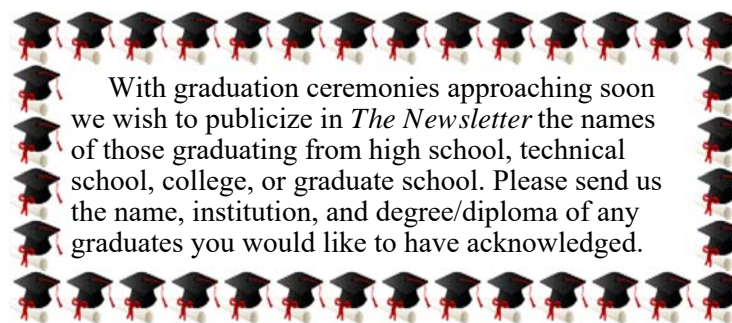 With graduation ceremonies approaching soon
we wish to publicize in The Newsletter the names
of those graduating from high school, technical
school, college, or graduate school. Please send us
the name, institution, and degree/diploma of any
graduates you would like to have acknowledged.